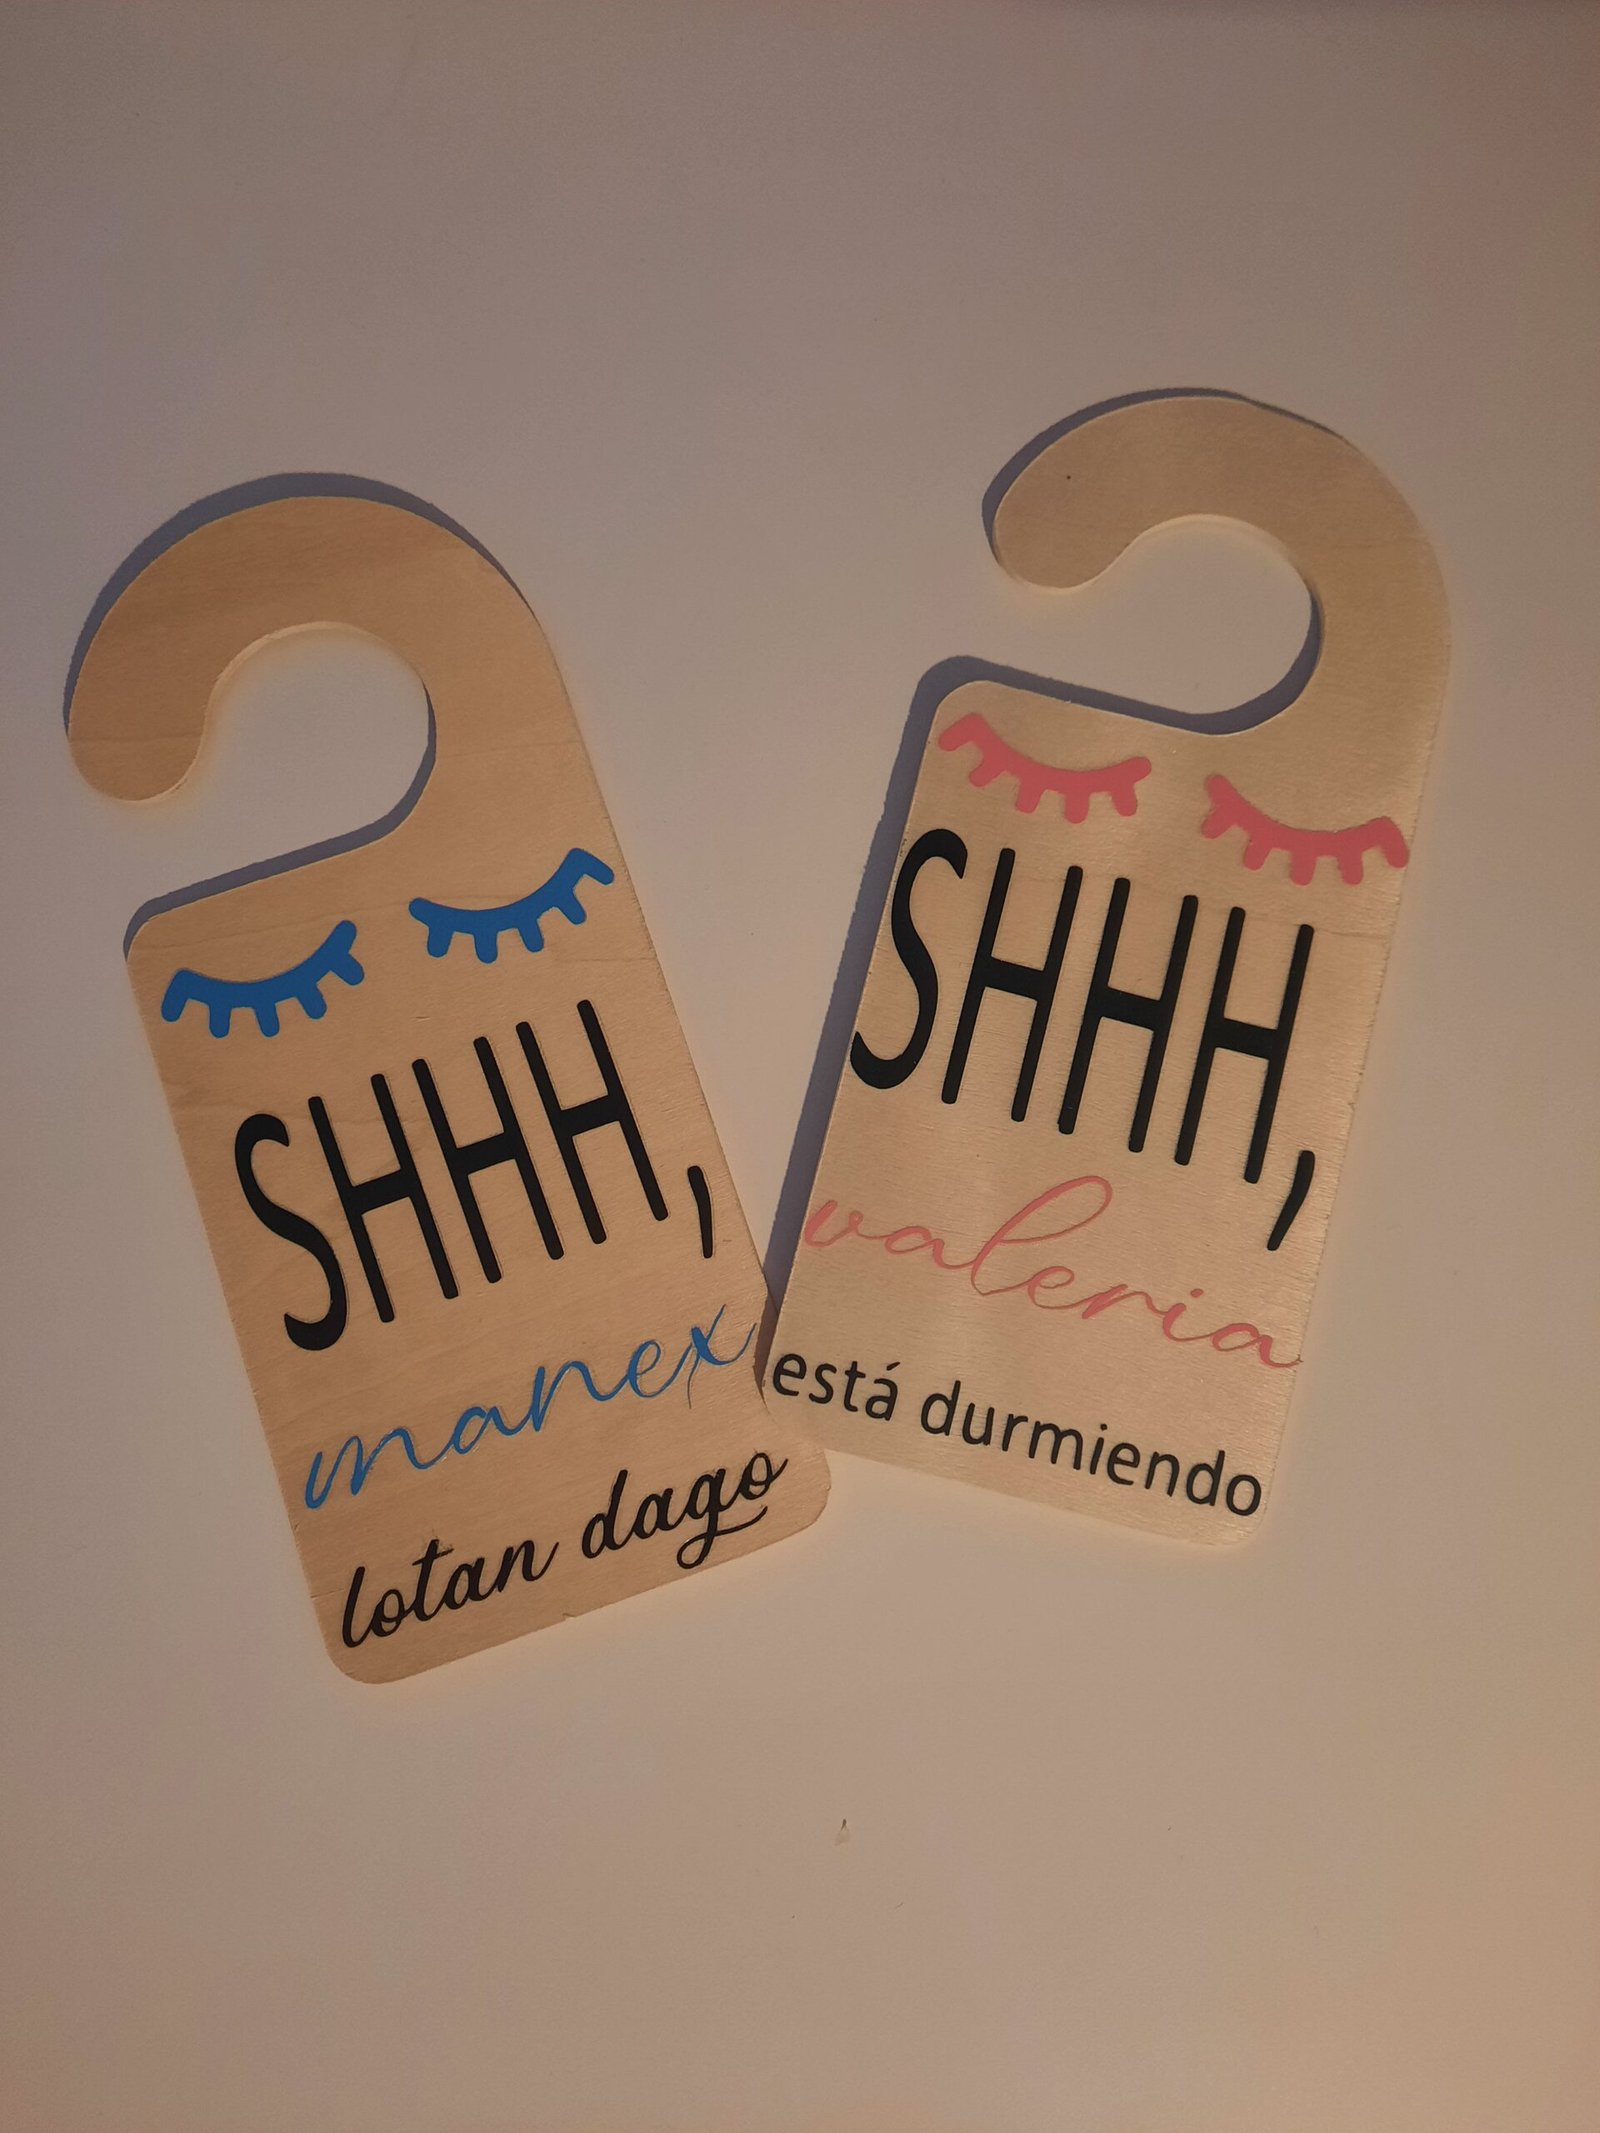 SHHH,
manex
lotan dago
SHHH,
valeria
está durmiendo